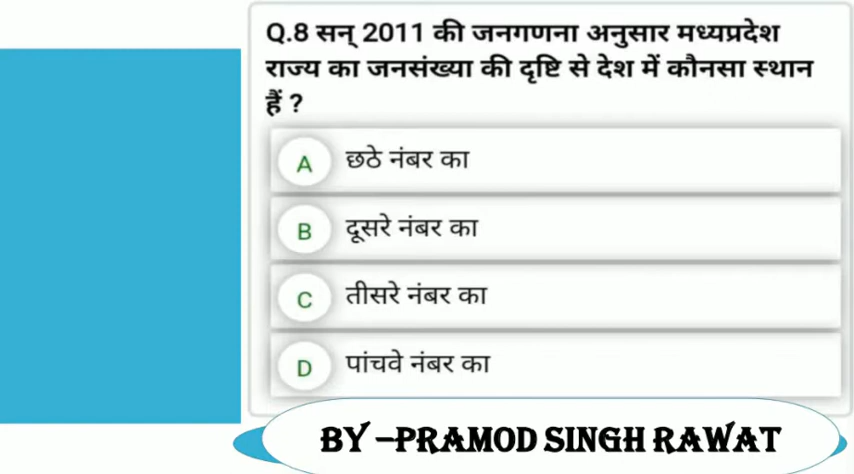 Q.8 सन् 2011 की जनगणना अनुसार मध्यप्रदेश
राज्य का जनसंख्या की दृष्टि से देश में कौनसा स्थान
हैं ?
A छठे नंबर का
B दूसरे नंबर का
C तीसरे नंबर का
D पांचवे नंबर का
BY –PRAMOD SINGH RAWAT